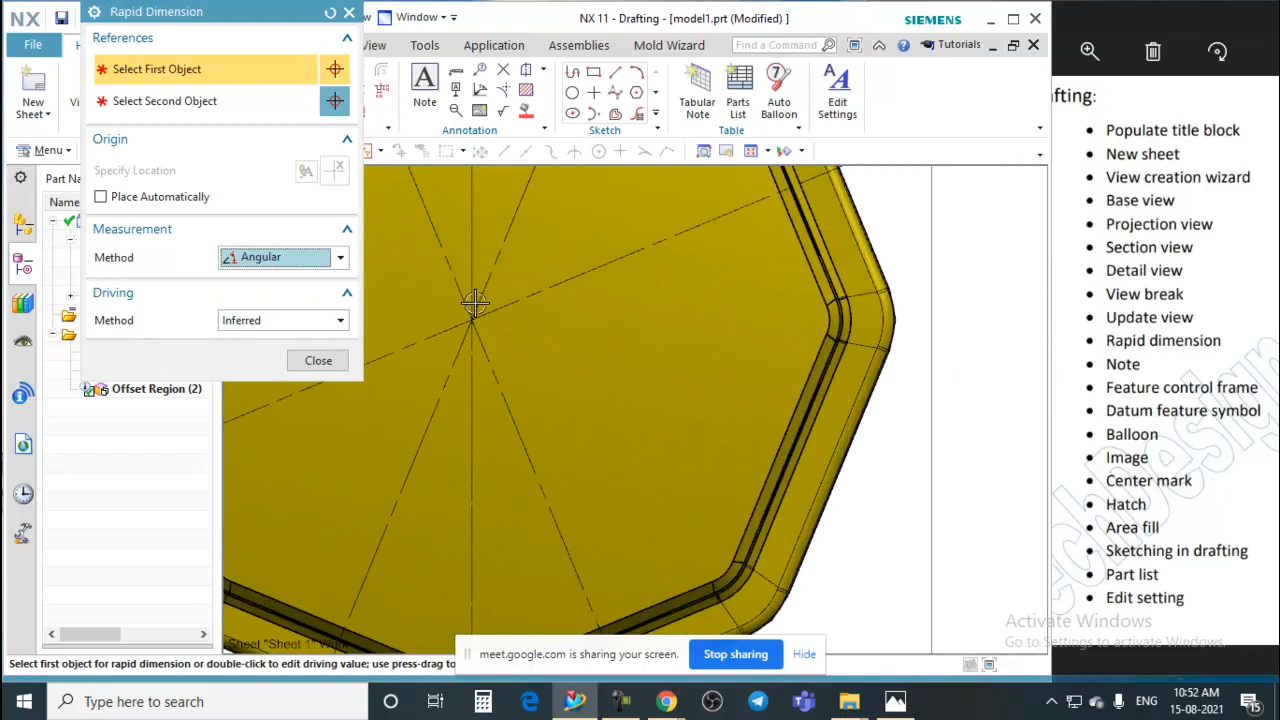 Rapid Dimension
NX
Window
NX 11 - Drafting - [model1.prt (Modified) ]
SIEMENS
File
View
Tools
Application
Assemblies
Mold Wizard
Find a Command
Tutorials
References
Select First Object
Select Second Object
Origin
Specify Location
Place Automatically
Measurement
Method
Angular
Driving
Method
Inferred
Close
New
Sheet
Note
Annotation
Sketch
Tabular
Note
Parts
List
Auto
Balloon
Table
Edit
Settings
Menu
Part Na
Name
Offset Region (2)
Sheet "Sheet 1" Wor
Select first object for rapid dimension or double-click to edit driving value; use press-drag to
meet.google.com is sharing your screen.
Stop sharing
Hide
fting:
Populate title block
New sheet
View creation wizard
Base view
Projection view
Section view
Detail view
View break
Update view
Rapid dimension
Note
Feature control frame
Datum feature symbol
Balloon
Image
Center mark
Hatch
Area fill
Sketching in drafting
Part list
Edit setting
echDesign
Activate Windows
Go to Settings to activate Windows.
Type here to search
ENG
10:52 AM
15-08-2021
15